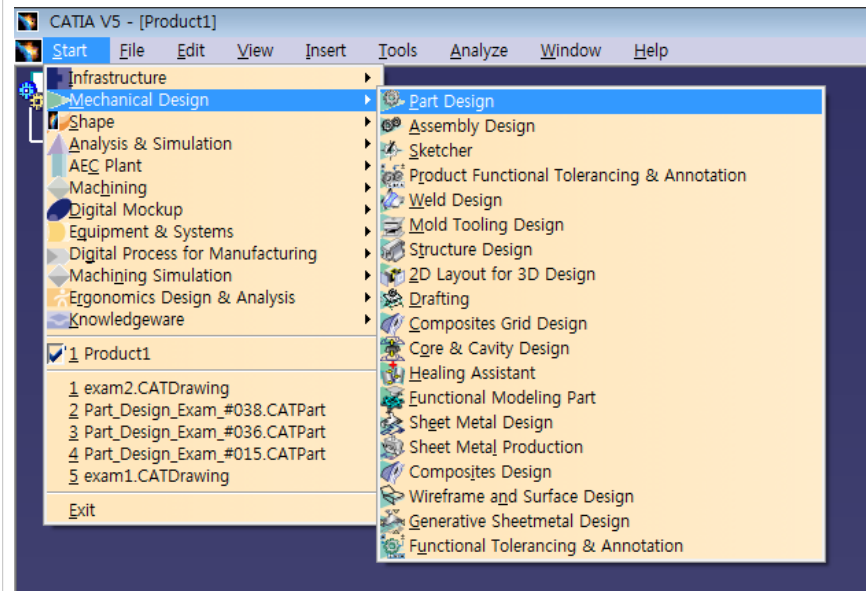 CATIA V5 - [Product1]
Start File Edit View Insert Tools Analyze Window Help
Infrastructure
Mechanical Design
Shape
Analysis & Simulation
AEC Plant
Machining
Digital Mockup
Equipment & Systems
Digital Process for Manufacturing
Machining Simulation
Ergonomics Design & Analysis
Knowledgeware
1 Product1
1 exam2.CATDrawing
2 Part_Design_Exam_#038.CATPart
3 Part_Design_Exam_#036.CATPart
4 Part_Design_Exam_#015.CATPart
5 exam1.CATDrawing
Exit
Part Design
Assembly Design
Sketcher
Product Functional Tolerancing & Annotation
Weld Design
Mold Tooling Design
Structure Design
2D Layout for 3D Design
Drafting
Composites Grid Design
Core & Cavity Design
Healing Assistant
Functional Modeling Part
Sheet Metal Design
Sheet Metal Production
Composites Design
Wireframe and Surface Design
Generative Sheetmetal Design
Functional Tolerancing & Annotation